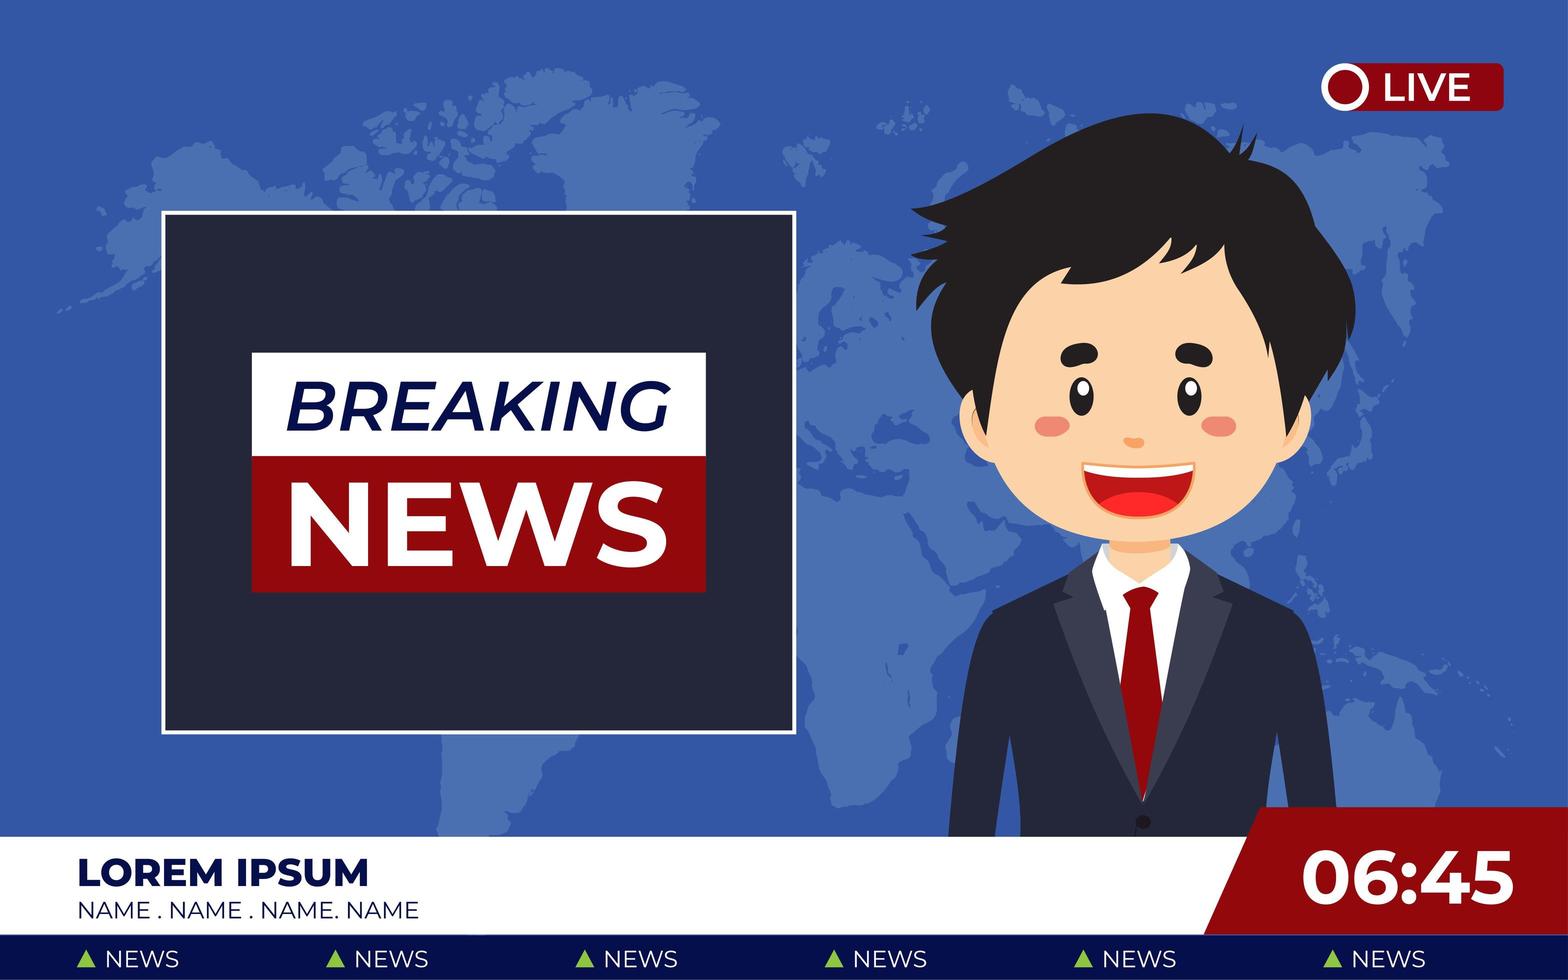 LIVE
BREAKING
NEWS
LOREM IPSUM
NAME . NAME . NAME. NAME
06:45
▲ NEWS ▲ NEWS ▲ NEWS ▲ NEWS ▲ NEWS ▲ NEWS